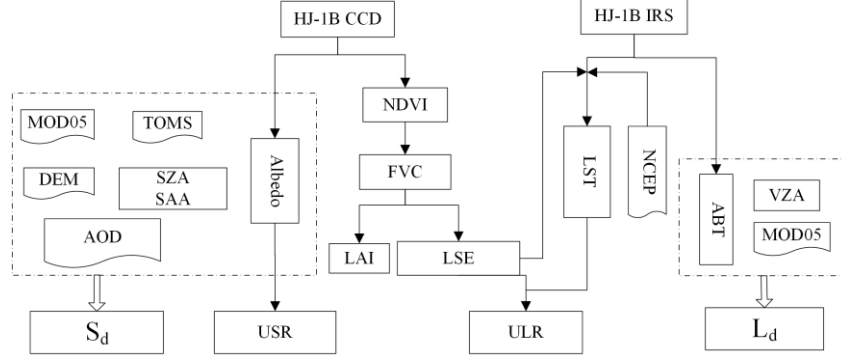 HJ-1B CCD
HJ-1B IRS
NDVI
MOD05
TOMS
Albedo
LST
NCEP
FVC
DEM
SZA
SAA
ABT
VZA
AOD
MOD05
LAI
LSE
Sd
USR
ULR
Ld